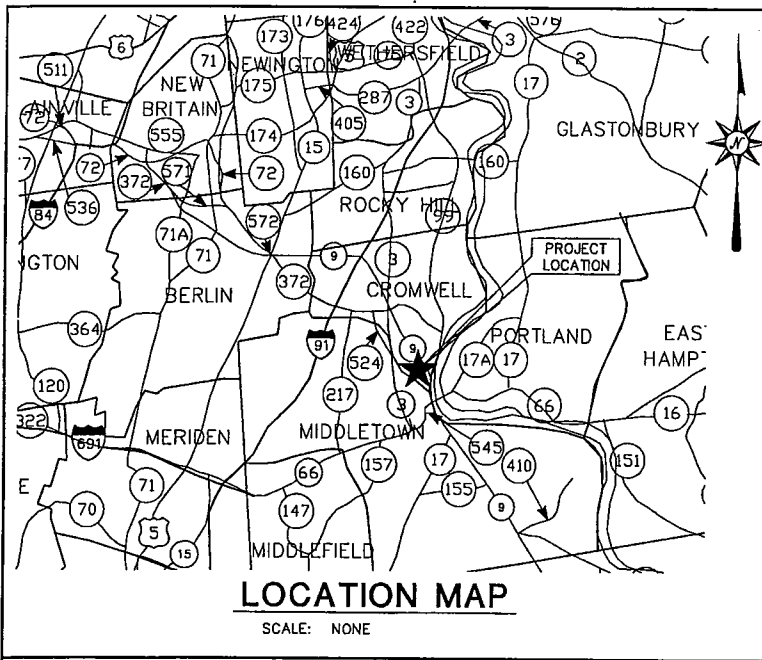 6
173
176
424
422
3
576
2
511
71
NEWINGTON
WETHERSFIELD
17
NEW
BRITAIN
175
287
3
AINVILLE
72
555
174
405
15
GLASTONBURY
N
72
372
571
72
160
160
84
536
572
ROCKY HILL
99
71A
71
9
3
PROJECT
LOCATION
IGTON
BERLIN
372
CROMWELL
364
91
524
9
PORTLAND
17A
17
EAST
HAMPT
120
217
3
66
16
322
691
MERIDEN
MIDDLETOWN
66
157
17
545
410
151
71
155
9
E
70
5
147
15
MIDDLEFIELD
LOCATION MAP
SCALE: NONE